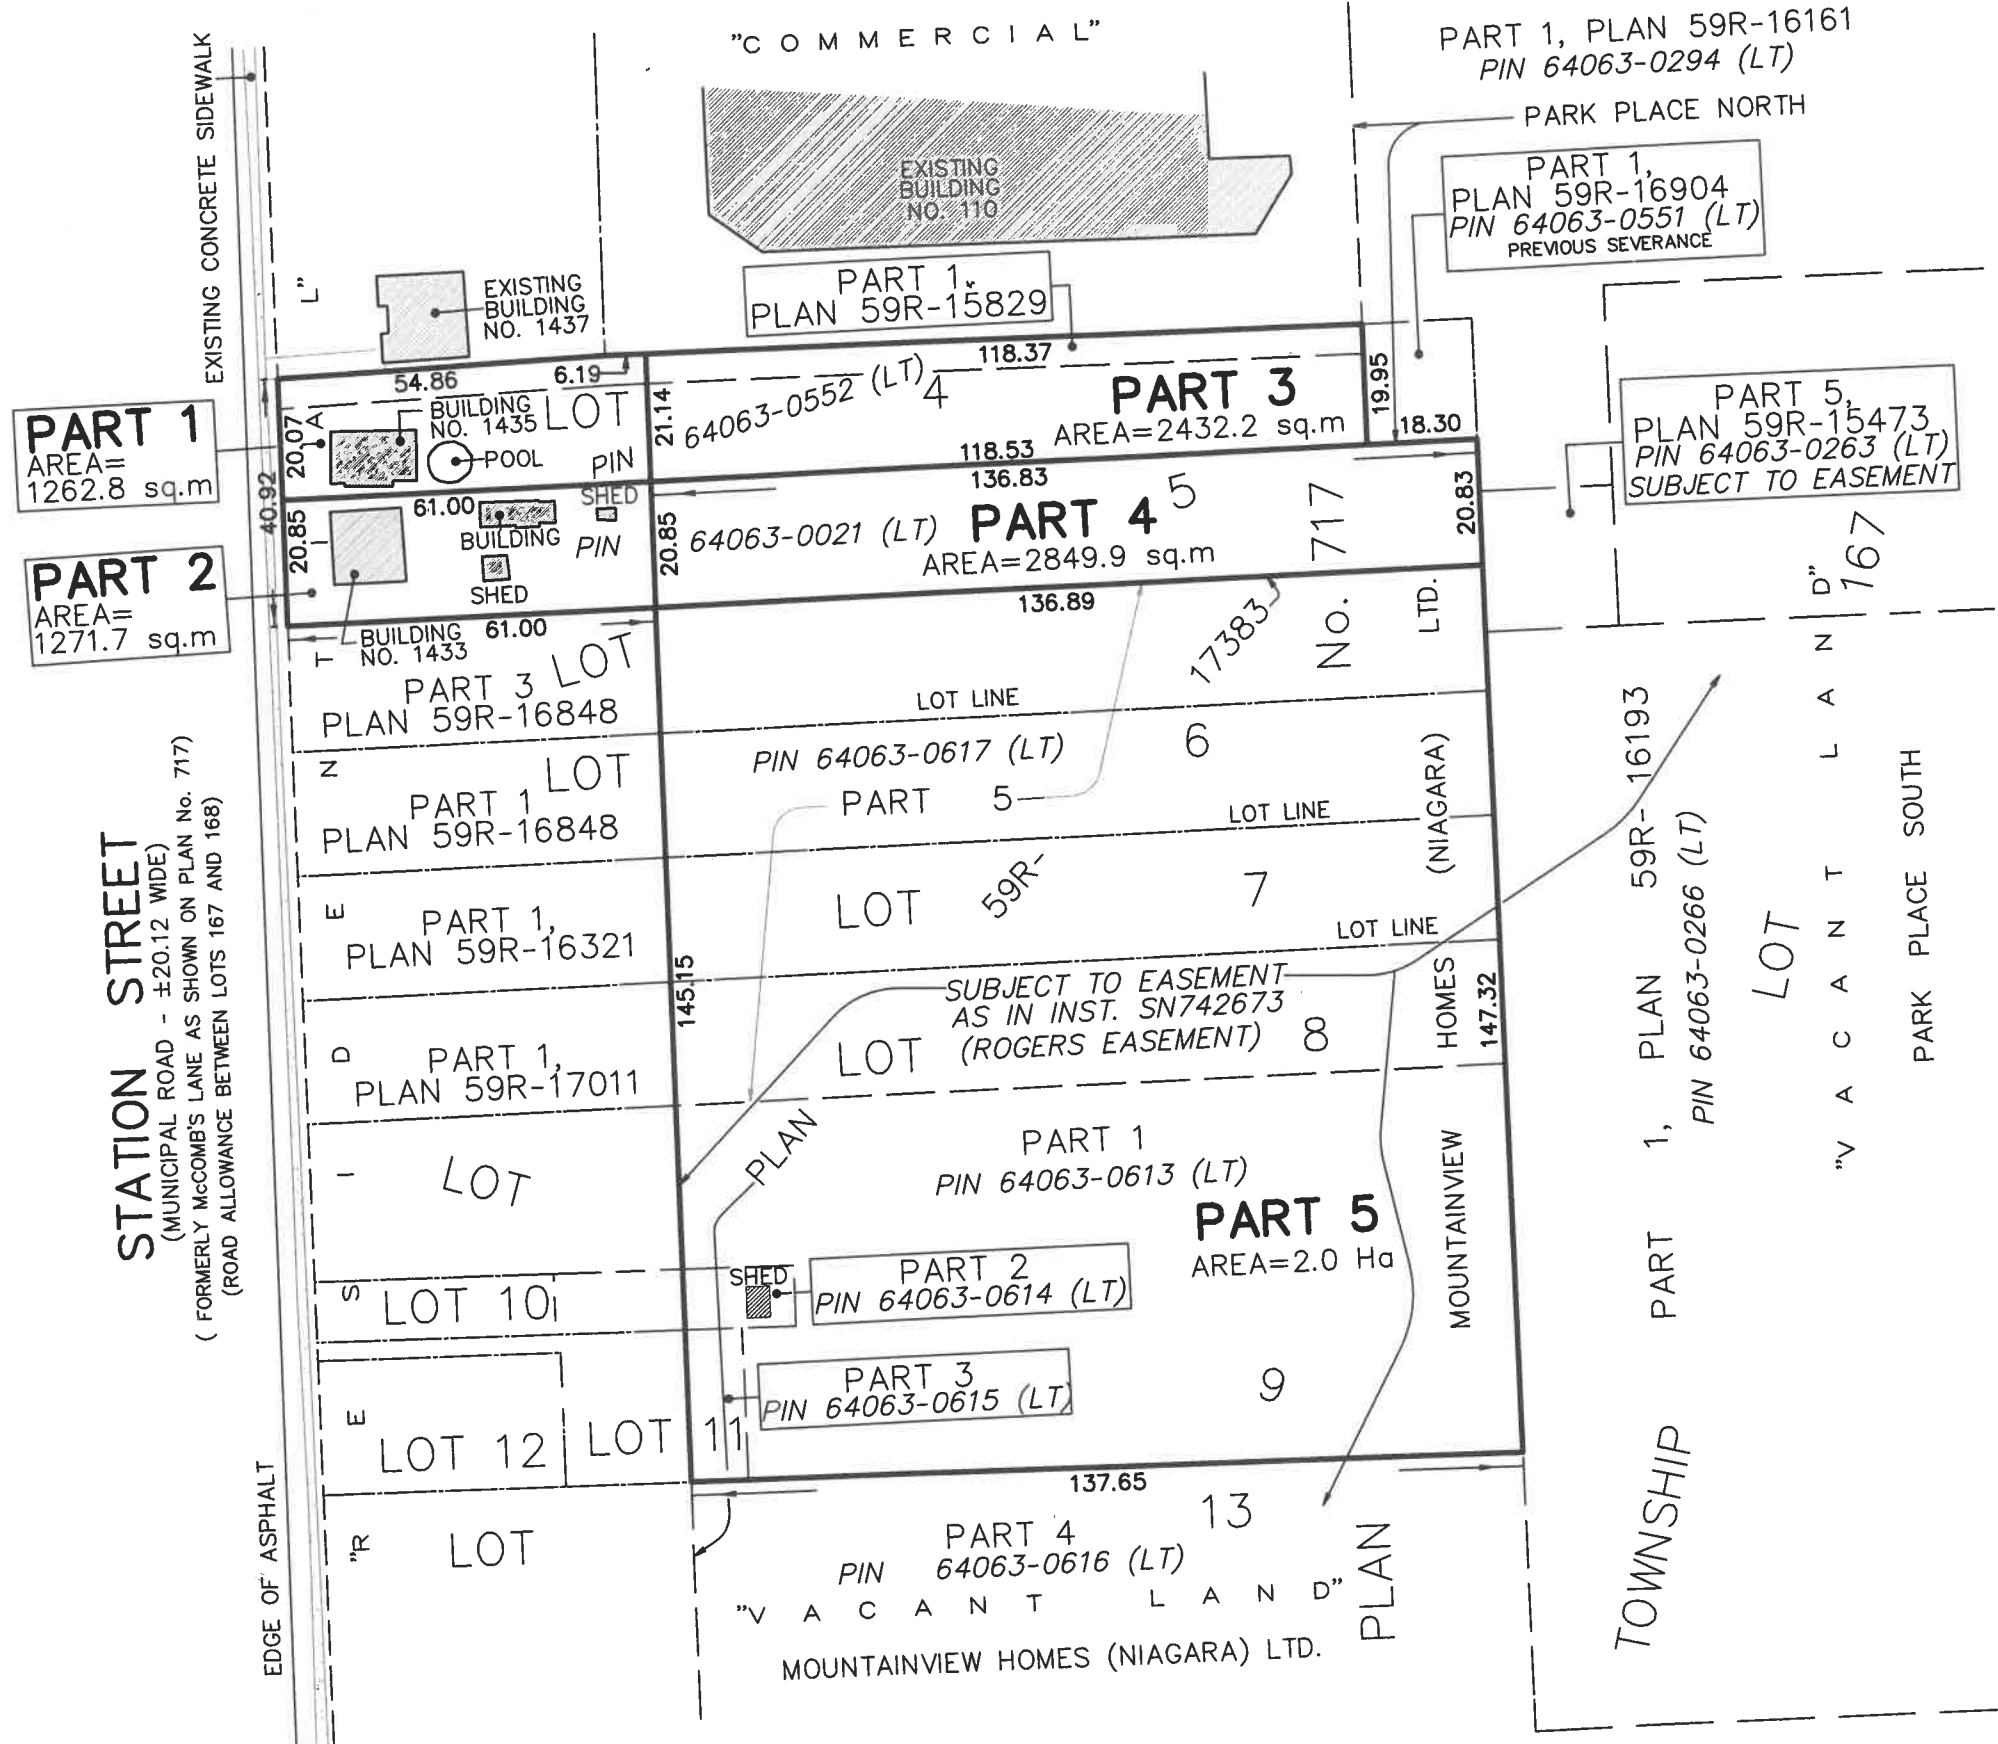 "C O M M E R C I A L"
PART 1, PLAN 59R-16161
PIN 64063-0294 (LT)
PARK PLACE NORTH
PART 1,
PLAN 59R-16904
PIN 64063-0551 (LT)
PREVIOUS SEVERANCE
EXISTING
BUILDING
NO. 110
EXISTING CONCRETE SIDEWALK
EXISTING
BUILDING
NO. 1437
PART 1,
PLAN 59R-15829
"R E S I D E N T I A L"
54.86
6.19
118.37
64063-0552 (LT)
4
PART 3
AREA=2432.2 sq.m
19.95
18.30
PART 5,
PLAN 59R-15473
PIN 64063-0263 (LT)
SUBJECT TO EASEMENT
PART 1
AREA=
1262.8 sq.m
20.07
BUILDING
NO. 1435
LOT
POOL
PIN
21.14
118.53
136.83
40.92
PART 2
AREA=
1271.7 sq.m
20.85
61.00
SHED
BUILDING
PIN
SHED
20.85
64063-0021 (LT)
PART 4
5
AREA=2849.9 sq.m
20.83
136.89
BUILDING
NO. 1433
61.00
LOT
PART 3
PLAN 59R-16848
LOT LINE
PIN 64063-0617 (LT)
6
LOT
PART 1
PLAN 59R-16848
PART 5
LOT LINE
PART 1,
PLAN 59R-16321
LOT
7
LOT LINE
SUBJECT TO EASEMENT
AS IN INST. SN742673
(ROGERS EASEMENT)
LOT
8
145.15
147.32
PART 1,
PLAN 59R-17011
PLAN 59R- 17383
PLAN No. 717
MOUNTAINVIEW HOMES (NIAGARA) LTD.
LOT
PART 1
PIN 64063-0613 (LT)
PART 5
AREA=2.0 Ha
SHED
PART 2
PIN 64063-0614 (LT)
LOT 10
PART 3
PIN 64063-0615 (LT)
9
LOT 12
LOT 11
137.65
LOT
13
PART 4
PIN 64063-0616 (LT)
"V A C A N T L A N D"
MOUNTAINVIEW HOMES (NIAGARA) LTD.
STATION STREET
(MUNICIPAL ROAD - ±20.12 WIDE)
( FORMERLY McCOMB'S LANE AS SHOWN ON PLAN No. 717)
(ROAD ALLOWANCE BETWEEN LOTS 167 AND 168)
EDGE OF ASPHALT
PART 1, PLAN 59R- 16193
PIN 64063-0266 (LT)
TOWNSHIP LOT 167
"V A C A N T L A N D"
PARK PLACE SOUTH